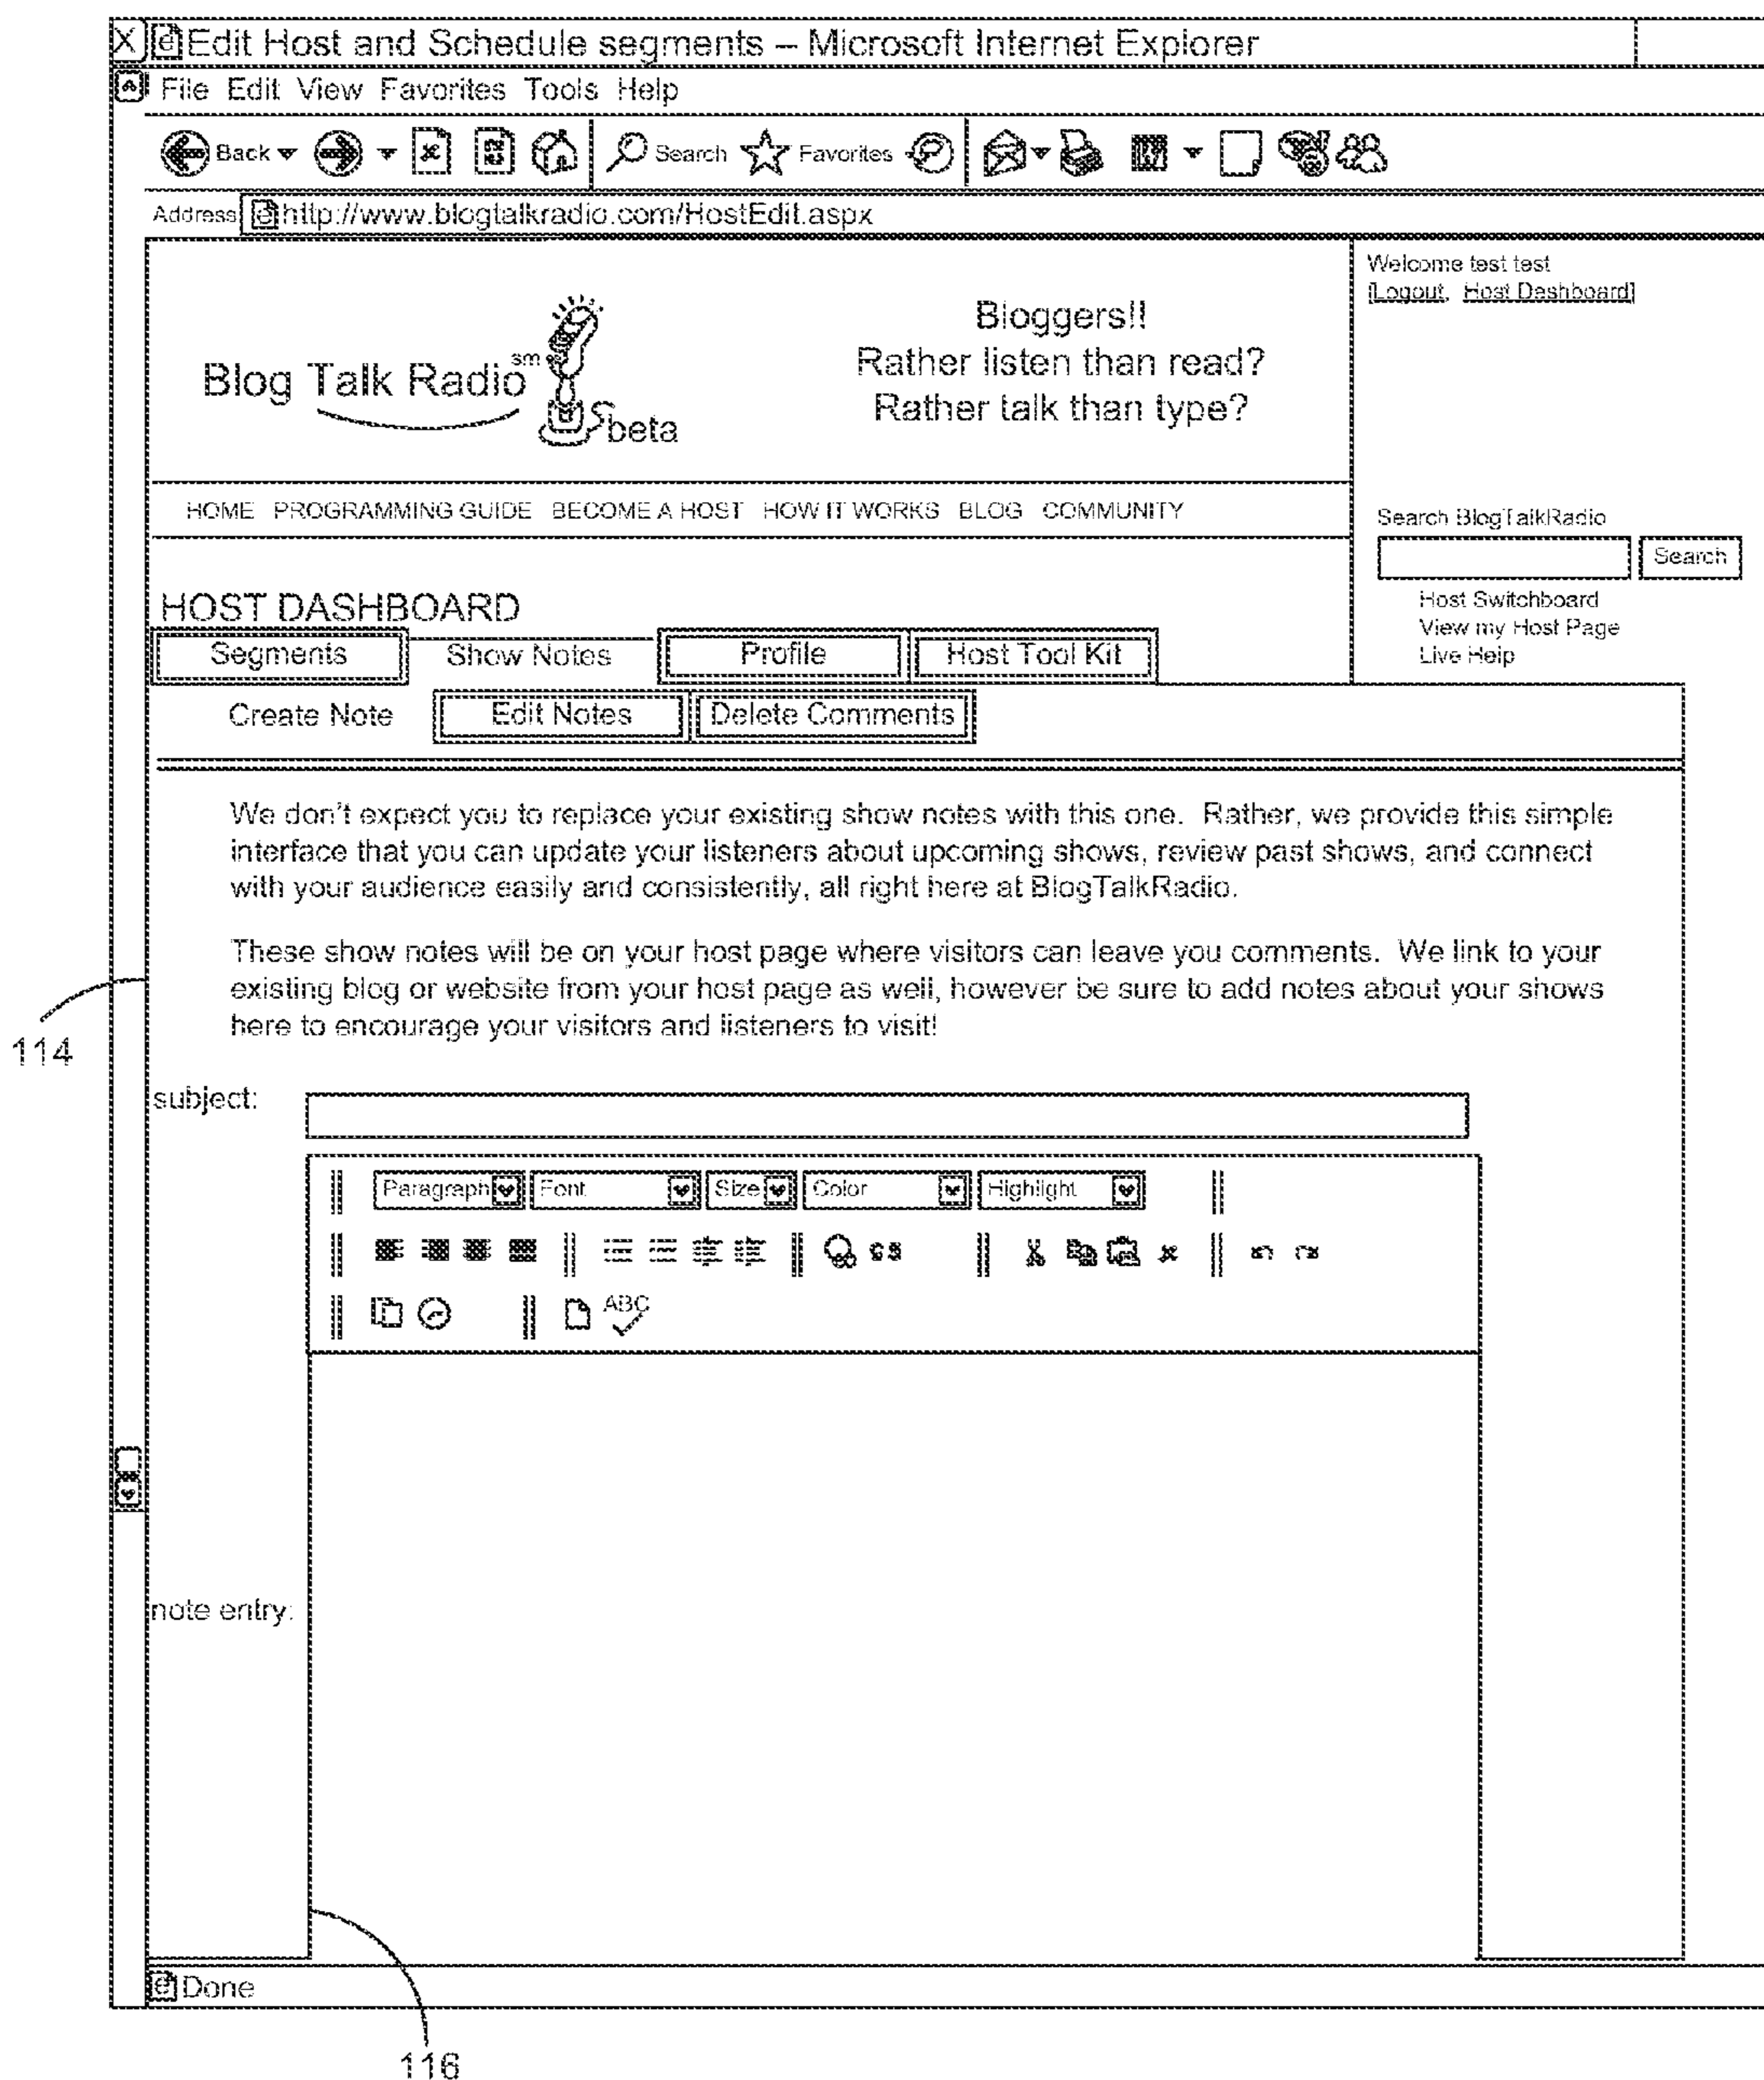 X Edit Host and Schedule segments – Microsoft Internet Explorer
File Edit View Favorites Tools Help
Back Search Favorites W
Address http://www.blogtalkradio.com/HostEdit.aspx
Welcome test test
[Logout, Host Dashboard]
Blog Talk Radio sm
beta
Bloggers!!
Rather listen than read?
Rather talk than type?
HOME PROGRAMMING GUIDE BECOME A HOST HOW IT WORKS BLOG COMMUNITY
Search BlogTalkRadio
Search
Host Switchboard
View my Host Page
Live Help
HOST DASHBOARD
Segments Show Notes Profile Host Tool Kit
Create Note Edit Notes Delete Comments
We don't expect you to replace your existing show notes with this one. Rather, we provide this simple
interface that you can update your listeners about upcoming shows, review past shows, and connect
with your audience easily and consistently, all right here at BlogTalkRadio.
These show notes will be on your host page where visitors can leave you comments. We link to your
existing blog or website from your host page as well, however be sure to add notes about your shows
here to encourage your visitors and listeners to visit!
114
subject:
Paragraph Font Size Color Highlight
ABC
note entry:
Done
116